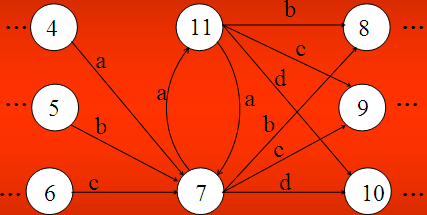 ... 4 11 b 8 ...
a c
d
... 5 a a 9 ...
b b c
... 6 c 7 d 10 ...